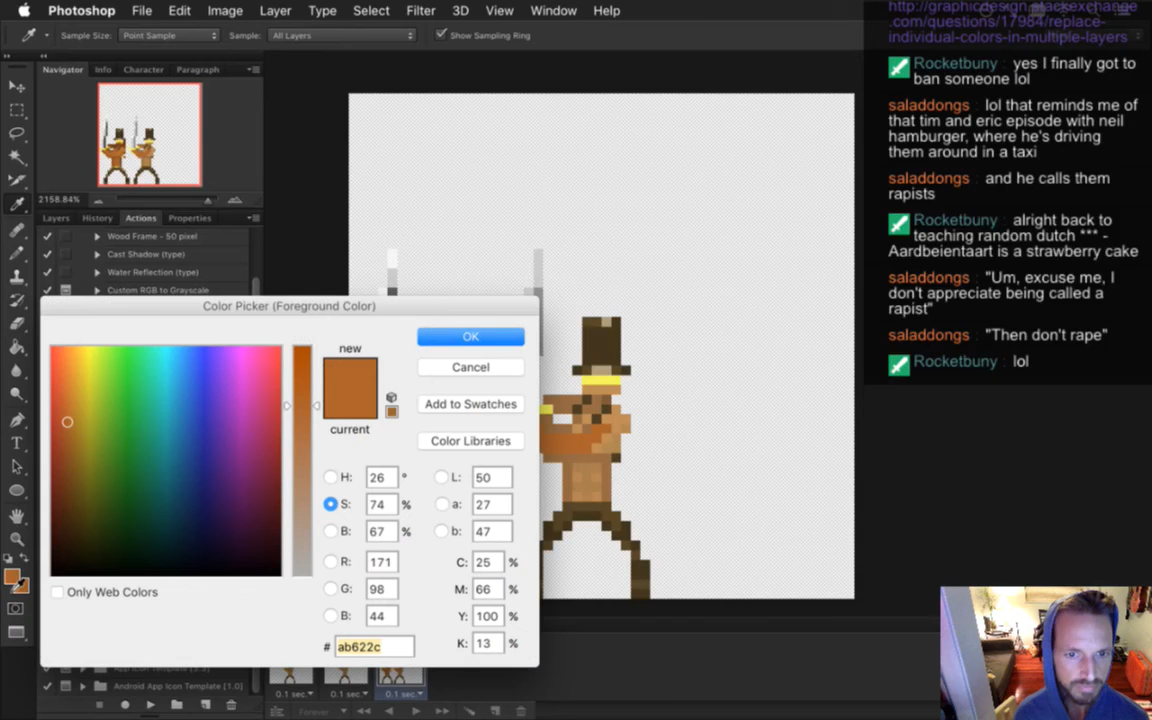 Photoshop File Edit Image Layer Type Select Filter 3D View Window Help
Sample Size: Point Sample Sample: All Layers Show Sampling Ring
Navigator Info Character Paragraph
2158.84%
Layers History Actions Properties
Wood Frame - 50 pixel
Cast Shadow (type)
Water Reflection (type)
Custom RGB to Grayscale
Color Picker (Foreground Color)
new
current
OK
Cancel
Add to Swatches
Color Libraries
H: 26 °
S: 74 %
B: 67 %
R: 171
G: 98
B: 44
# ab622c
L: 50
a: 27
b: 47
C: 25 %
M: 66 %
Y: 100 %
K: 13 %
Only Web Colors
Android App Icon Template [1.0]
0.1 sec. 0.1 sec. 0.1 sec.
Forever
http://graphicdesign.stackexchange
.com/questions/17984/replace-
individual-colors-in-multiple-layers
Rocketbuny : yes I finally got to
ban someone lol
saladdongs : lol that reminds me of
that tim and eric episode with neil
hamburger, where he's driving
them around in a taxi
saladdongs : and he calls them
rapists
Rocketbuny : alright back to
teaching random dutch *** -
Aardbeientaart is a strawberry cake
saladdongs : "Um, excuse me, I
don't appreciate being called a
rapist"
saladdongs : "Then don't rape"
Rocketbuny : lol